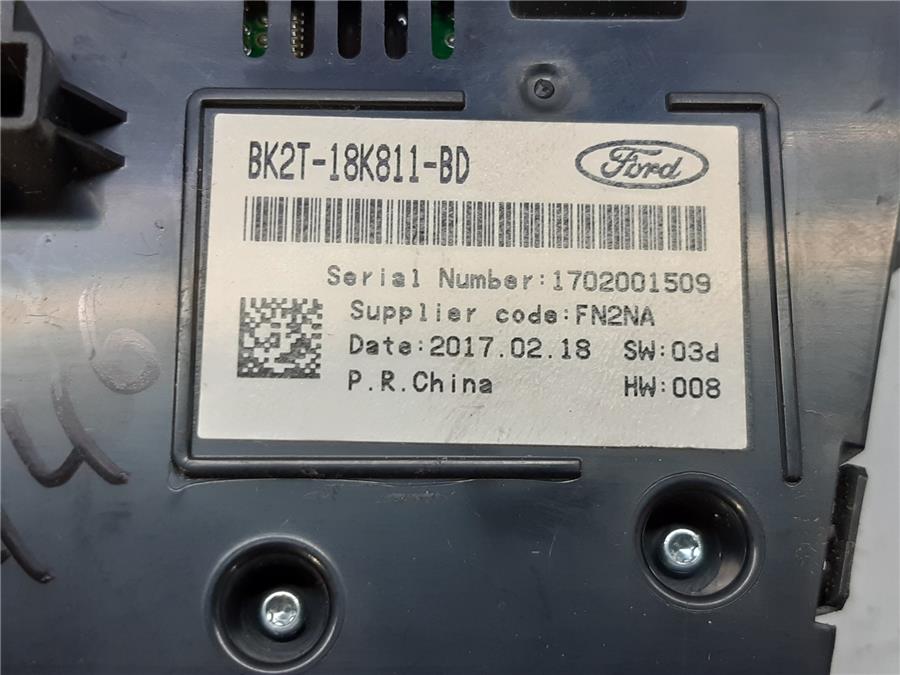 BK2T-18K811-BD
Ford
Serial Number:1702001509
Supplier code:FN2NA
Date:2017.02.18 SW:03d
P.R.China HW:008